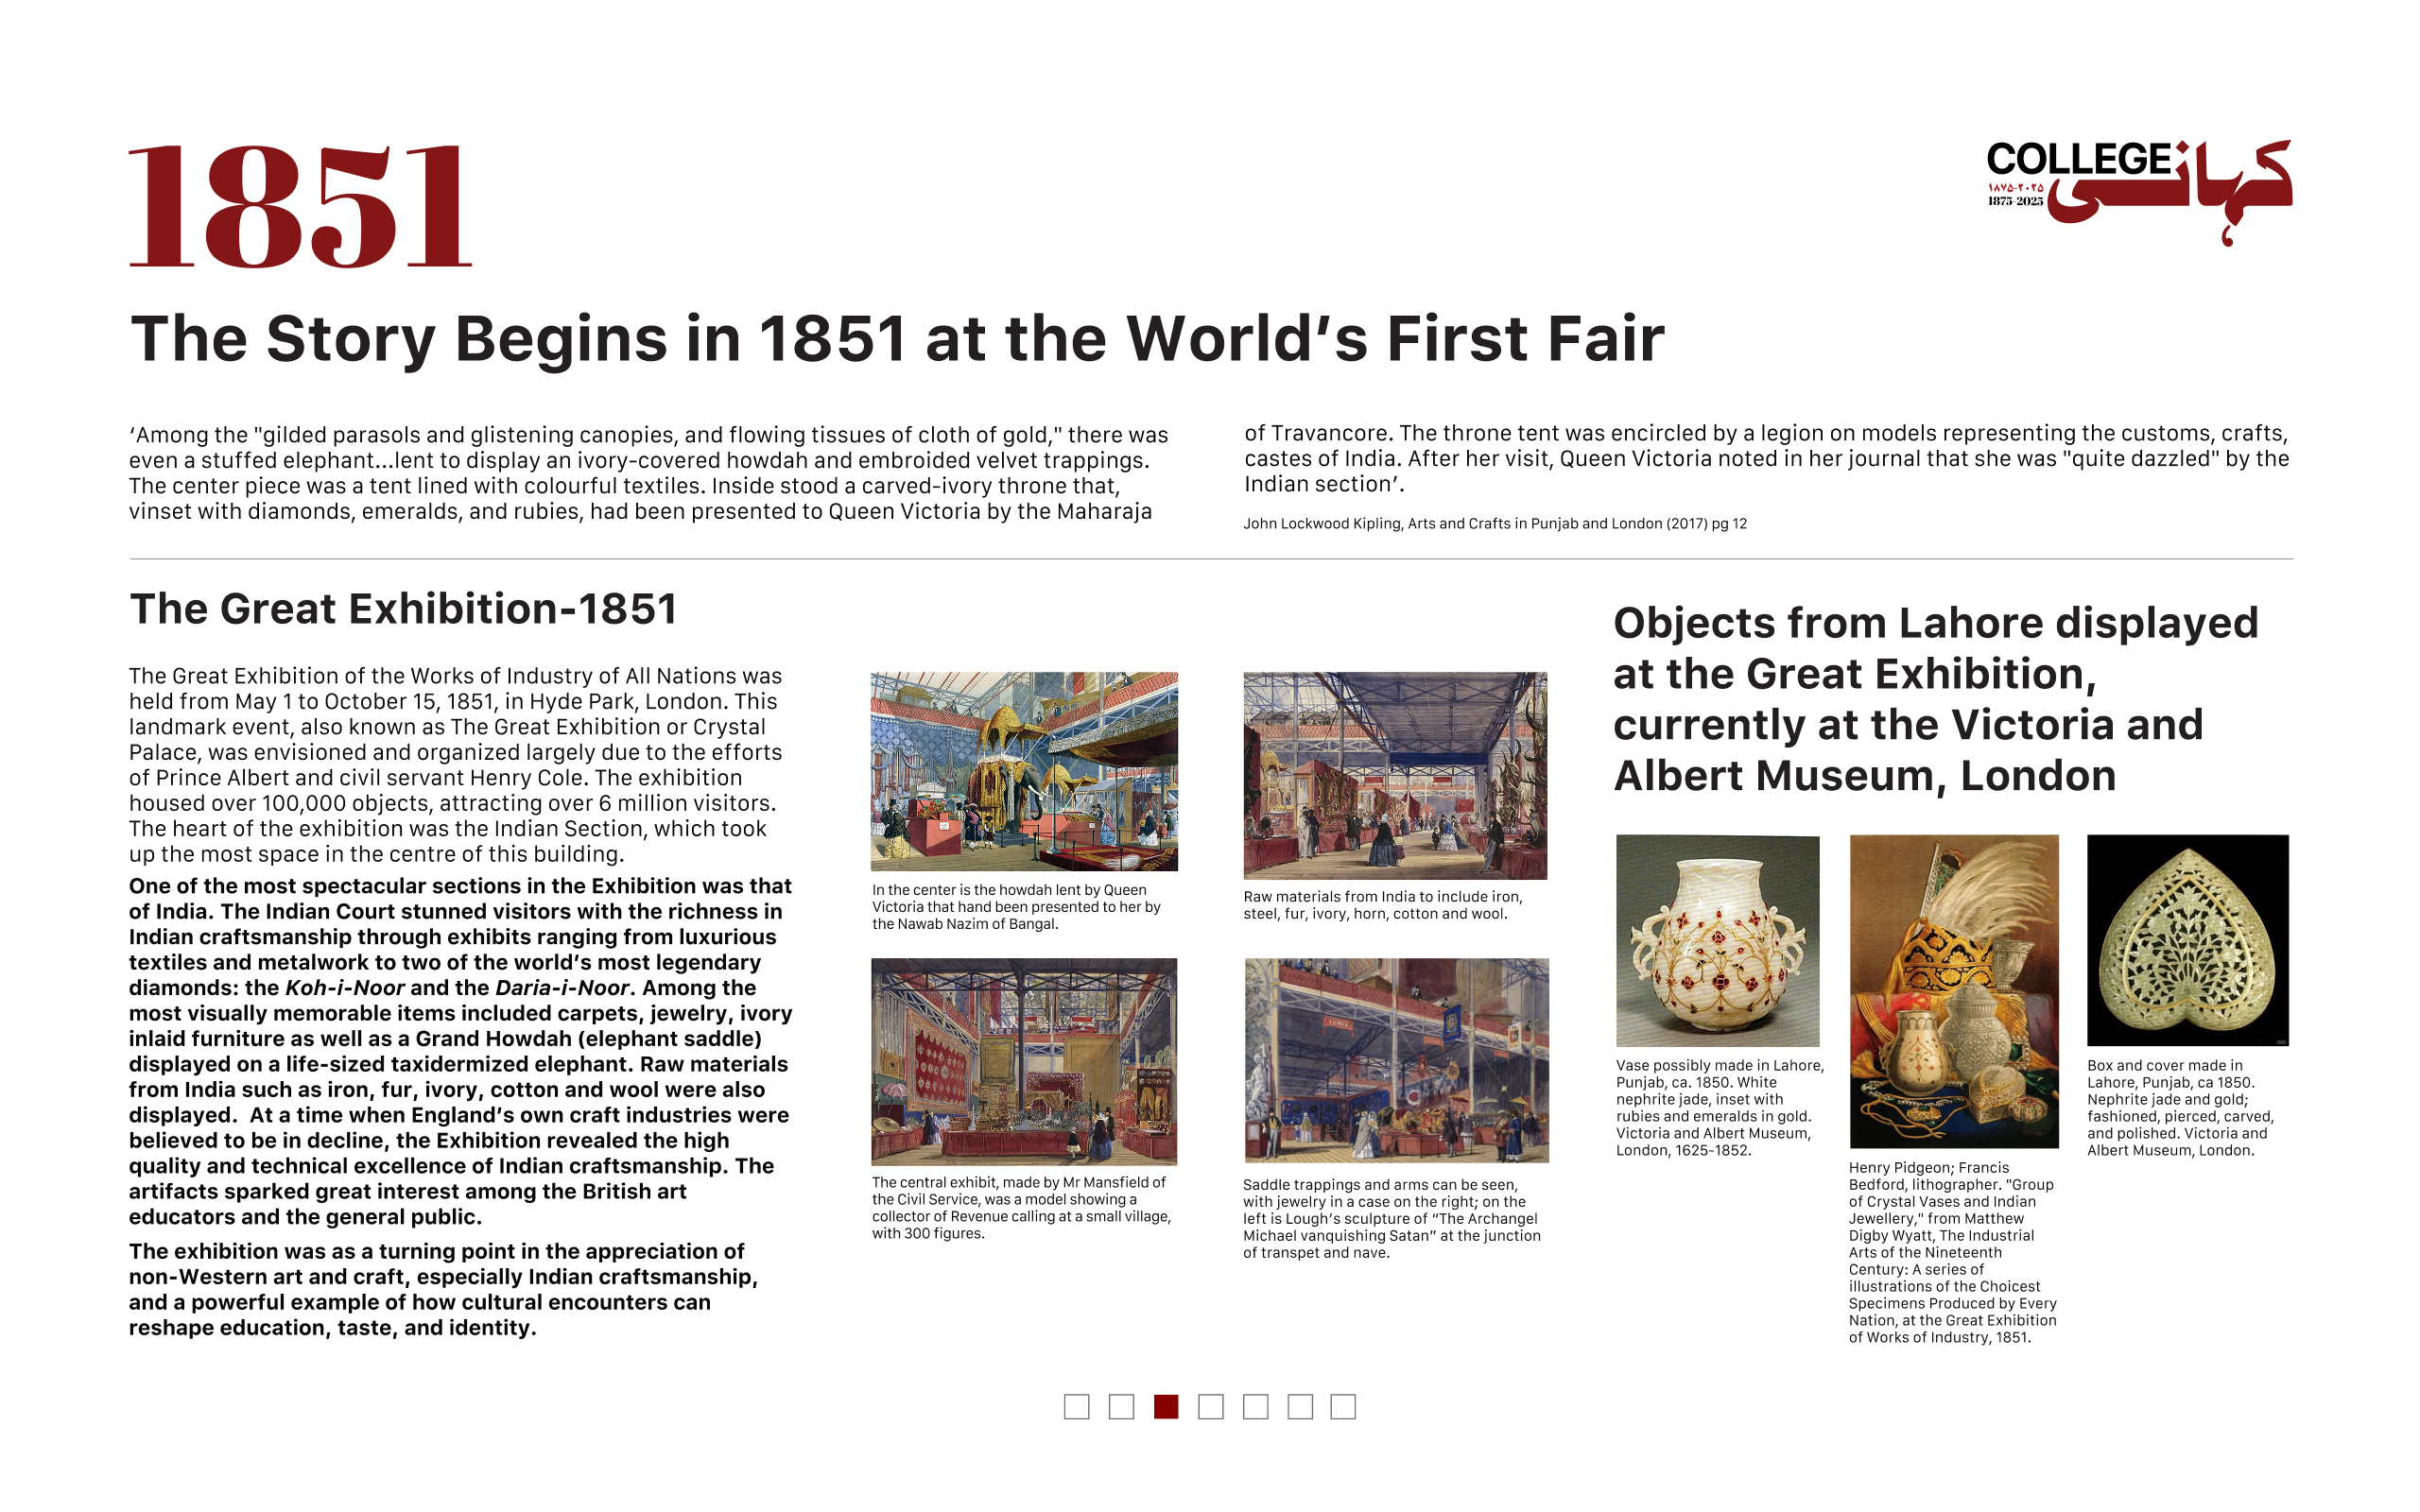 1851
COLLEGE کہانی
۱۸۷۵-۲۰۲۵
1875-2025
The Story Begins in 1851 at the World’s First Fair
‘Among the "gilded parasols and glistening canopies, and flowing tissues of cloth of gold," there was
even a stuffed elephant...lent to display an ivory-covered howdah and embroided velvet trappings.
The center piece was a tent lined with colourful textiles. Inside stood a carved-ivory throne that,
vinset with diamonds, emeralds, and rubies, had been presented to Queen Victoria by the Maharaja
of Travancore. The throne tent was encircled by a legion on models representing the customs, crafts,
castes of India. After her visit, Queen Victoria noted in her journal that she was "quite dazzled" by the
Indian section’.
John Lockwood Kipling, Arts and Crafts in Punjab and London (2017) pg 12
The Great Exhibition-1851
The Great Exhibition of the Works of Industry of All Nations was
held from May 1 to October 15, 1851, in Hyde Park, London. This
landmark event, also known as The Great Exhibition or Crystal
Palace, was envisioned and organized largely due to the efforts
of Prince Albert and civil servant Henry Cole. The exhibition
housed over 100,000 objects, attracting over 6 million visitors.
The heart of the exhibition was the Indian Section, which took
up the most space in the centre of this building.
One of the most spectacular sections in the Exhibition was that
of India. The Indian Court stunned visitors with the richness in
Indian craftsmanship through exhibits ranging from luxurious
textiles and metalwork to two of the world’s most legendary
diamonds: the Koh-i-Noor and the Daria-i-Noor. Among the
most visually memorable items included carpets, jewelry, ivory
inlaid furniture as well as a Grand Howdah (elephant saddle)
displayed on a life-sized taxidermized elephant. Raw materials
from India such as iron, fur, ivory, cotton and wool were also
displayed.  At a time when England’s own craft industries were
believed to be in decline, the Exhibition revealed the high
quality and technical excellence of Indian craftsmanship. The
artifacts sparked great interest among the British art
educators and the general public.
The exhibition was as a turning point in the appreciation of
non-Western art and craft, especially Indian craftsmanship,
and a powerful example of how cultural encounters can
reshape education, taste, and identity.
In the center is the howdah lent by Queen
Victoria that hand been presented to her by
the Nawab Nazim of Bangal.
Raw materials from India to include iron,
steel, fur, ivory, horn, cotton and wool.
The central exhibit, made by Mr Mansfield of
the Civil Service, was a model showing a
collector of Revenue calling at a small village,
with 300 figures.
INDIA
Saddle trappings and arms can be seen,
with jewelry in a case on the right; on the
left is Lough’s sculpture of “The Archangel
Michael vanquishing Satan” at the junction
of transpet and nave.
Objects from Lahore displayed
at the Great Exhibition,
currently at the Victoria and
Albert Museum, London
Vase possibly made in Lahore,
Punjab, ca. 1850. White
nephrite jade, inset with
rubies and emeralds in gold.
Victoria and Albert Museum,
London, 1625-1852.
Henry Pidgeon; Francis
Bedford, lithographer. "Group
of Crystal Vases and Indian
Jewellery," from Matthew
Digby Wyatt, The Industrial
Arts of the Nineteenth
Century: A series of
illustrations of the Choicest
Specimens Produced by Every
Nation, at the Great Exhibition
of Works of Industry, 1851.
Box and cover made in
Lahore, Punjab, ca 1850.
Nephrite jade and gold;
fashioned, pierced, carved,
and polished. Victoria and
Albert Museum, London.